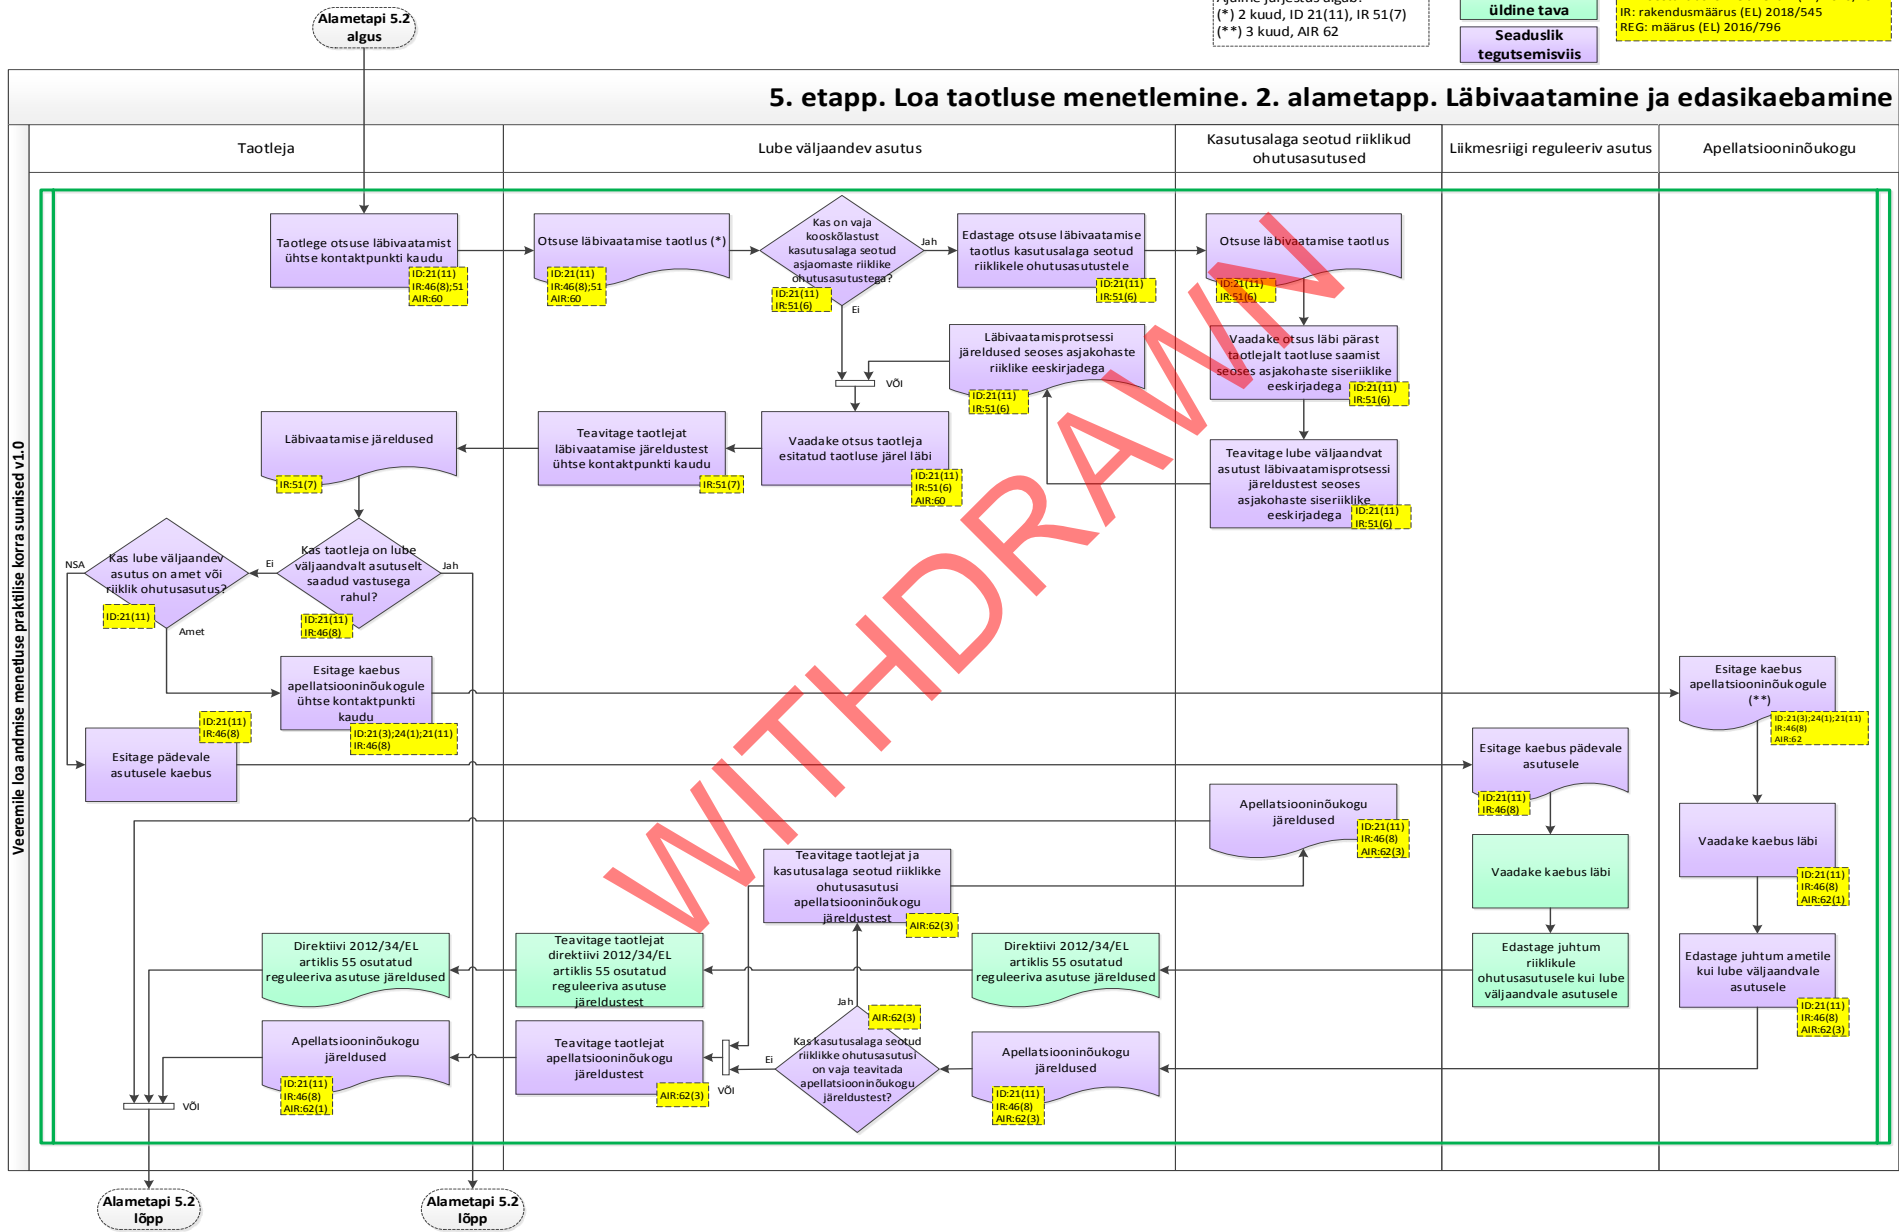 Alametapi 5.2
algus
(*) 2 kuud, ID 21(11), IR 51(7)
(**) 3 kuud, AIR 62
üldine tava
Seaduslik
tegutsemisviis
IR: rakendusmäärus (EL) 2018/545
REG: määrus (EL) 2016/796
5. etapp. Loa taotluse menetlemine. 2. alametapp. Läbivaatamine ja edasikaebamine
Veeremile loa andmise menetluse praktilise korra suunised v1.0
Taotleja
Lube väljaandev asutus
Kasutusalaga seotud riiklikud
ohutusasutused
Liikmesriigi reguleeriv asutus
Apellatsiooninõukogu
Taotlege otsuse läbivaatamist
ühtse kontaktpunkti kaudu
ID:21(11)
IR:46(8);51
AIR:60
Otsuse läbivaatamise taotlus (*)
ID:21(11)
IR:46(8);51
AIR:60
Kas on vaja
kooskõlastust
kasutusalaga seotud
asjaomaste riiklike
ohutusasutustega?
ID:21(11)
IR:51(6)
Jah
Ei
Edastage otsuse läbivaatamise
taotlus kasutusalaga seotud
riiklikele ohutusasutustele
ID:21(11)
IR:51(6)
Otsuse läbivaatamise taotlus
ID:21(11)
IR:51(6)
Läbivaatamisprotsessi
järeldused seoses asjakohaste
riiklike eeskirjadega
ID:21(11)
IR:51(6)
Vaadake otsus läbi pärast
taotlejalt taotluse saamist
seoses asjakohaste siseriiklike
eeskirjadega
ID:21(11)
IR:51(6)
VÕI
Läbivaatamise järeldused
IR:51(7)
Teavitage taotlejat
läbivaatamise järeldustest
ühtse kontaktpunkti kaudu
IR:51(7)
Vaadake otsus taotleja
esitatud taotluse järel läbi
ID:21(11)
IR:51(6)
AIR:60
Teavitage lube väljaandvat
asutust läbivaatamisprotsessi
järeldustest seoses
asjakohaste siseriiklike
eeskirjadega
ID:21(11)
IR:51(6)
NSA
Kas lube väljaandev
asutus on amet või
riiklik ohutusasutus?
ID:21(11)
Amet
Ei
Kas taotleja on lube
väljaandvalt asutuselt
saadud vastusega
rahul?
ID:21(11)
IR:46(8)
Jah
Esitage kaebus
apellatsiooninõukogule
ühtse kontaktpunkti
kaudu
ID:21(3);24(1);21(11)
IR:46(8)
Esitage kaebus
apellatsiooninõukogule
(**)
ID:21(3);24(1);21(11)
IR:46(8)
AIR:62
ID:21(11)
IR:46(8)
Esitage pädevale
asutusele kaebus
Esitage kaebus pädevale
asutusele
ID:21(11)
IR:46(8)
Apellatsiooninõukogu
järeldused
ID:21(11)
IR:46(8)
AIR:62(3)
Vaadake kaebus läbi
Vaadake kaebus läbi
ID:21(11)
IR:46(8)
AIR:62(1)
Teavitage taotlejat ja
kasutusalaga seotud riiklikke
ohutusasutusi
apellatsiooninõukogu
järeldustest
AIR:62(3)
Direktiivi 2012/34/EL
artiklis 55 osutatud
reguleeriva asutuse järeldused
Teavitage taotlejat
direktiivi 2012/34/EL
artiklis 55 osutatud
reguleeriva asutuse
järeldustest
Direktiivi 2012/34/EL
artiklis 55 osutatud
reguleeriva asutuse järeldused
Edastage juhtum
riiklikule
ohutusasutusele kui lube
väljaandvale asutusele
Edastage juhtum ametile
kui lube väljaandvale
asutusele
ID:21(11)
IR:46(8)
AIR:62(3)
Apellatsiooninõukogu
järeldused
ID:21(11)
IR:46(8)
AIR:62(1)
Teavitage taotlejat
apellatsiooninõukogu
järeldustest
AIR:62(3)
VÕI
Ei
Jah
AIR:62(3)
Kas kasutusalaga seotud
riiklikke ohutusasutusi
on vaja teavitada
apellatsiooninõukogu
järeldustest?
Apellatsiooninõukogu
järeldused
ID:21(11)
IR:46(8)
AIR:62(3)
VÕI
Alametapi 5.2
lõpp
Alametapi 5.2
lõpp
WITHDRAWN